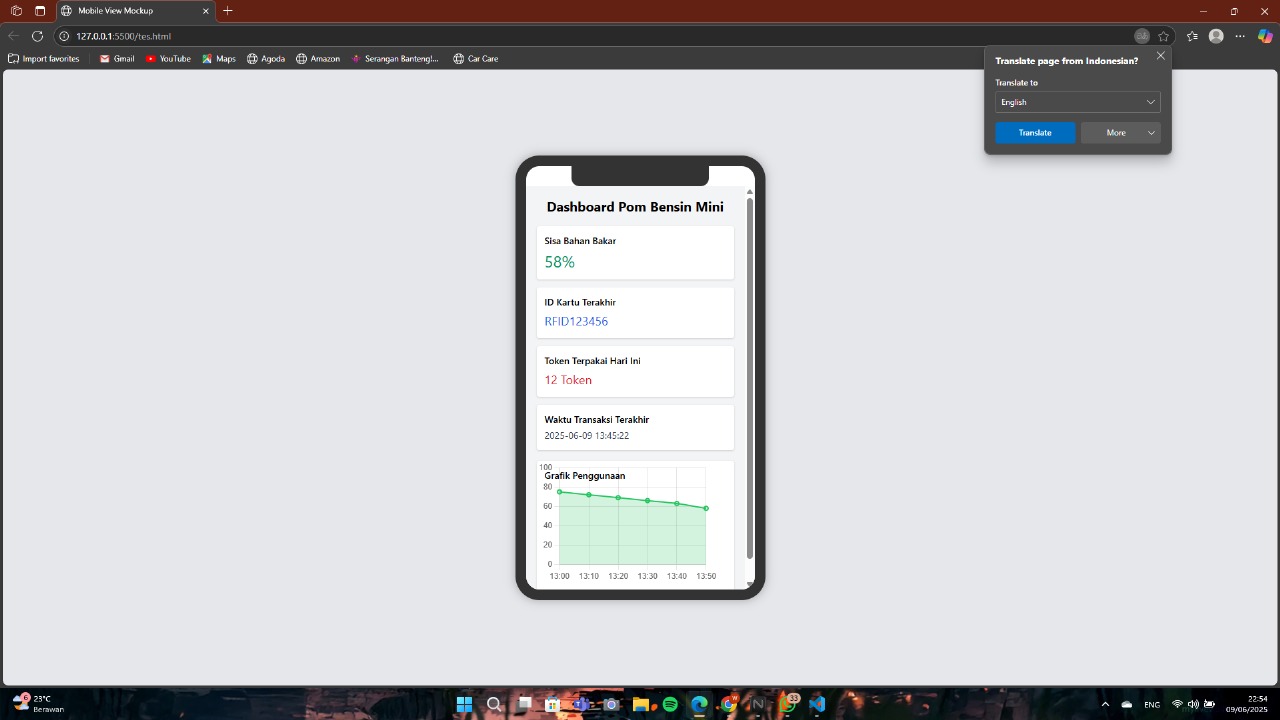 Mobile View Mockup
127.0.0.1:5500/tes.html
Import favorites
Gmail
YouTube
Maps
Agoda
Amazon
Serangan Banteng!...
Car Care
Translate page from Indonesian?
Translate to
English
Translate
More
Dashboard Pom Bensin Mini
Sisa Bahan Bakar
58%
ID Kartu Terakhir
RFID123456
Token Terpakai Hari Ini
12 Token
Waktu Transaksi Terakhir
2025-06-09 13:45:22
Grafik Penggunaan
100
80
60
40
20
0
13:00 13:10 13:20 13:30 13:40 13:50
6
23°C
Berawan
W
33
ENG
22:54
09/06/2025